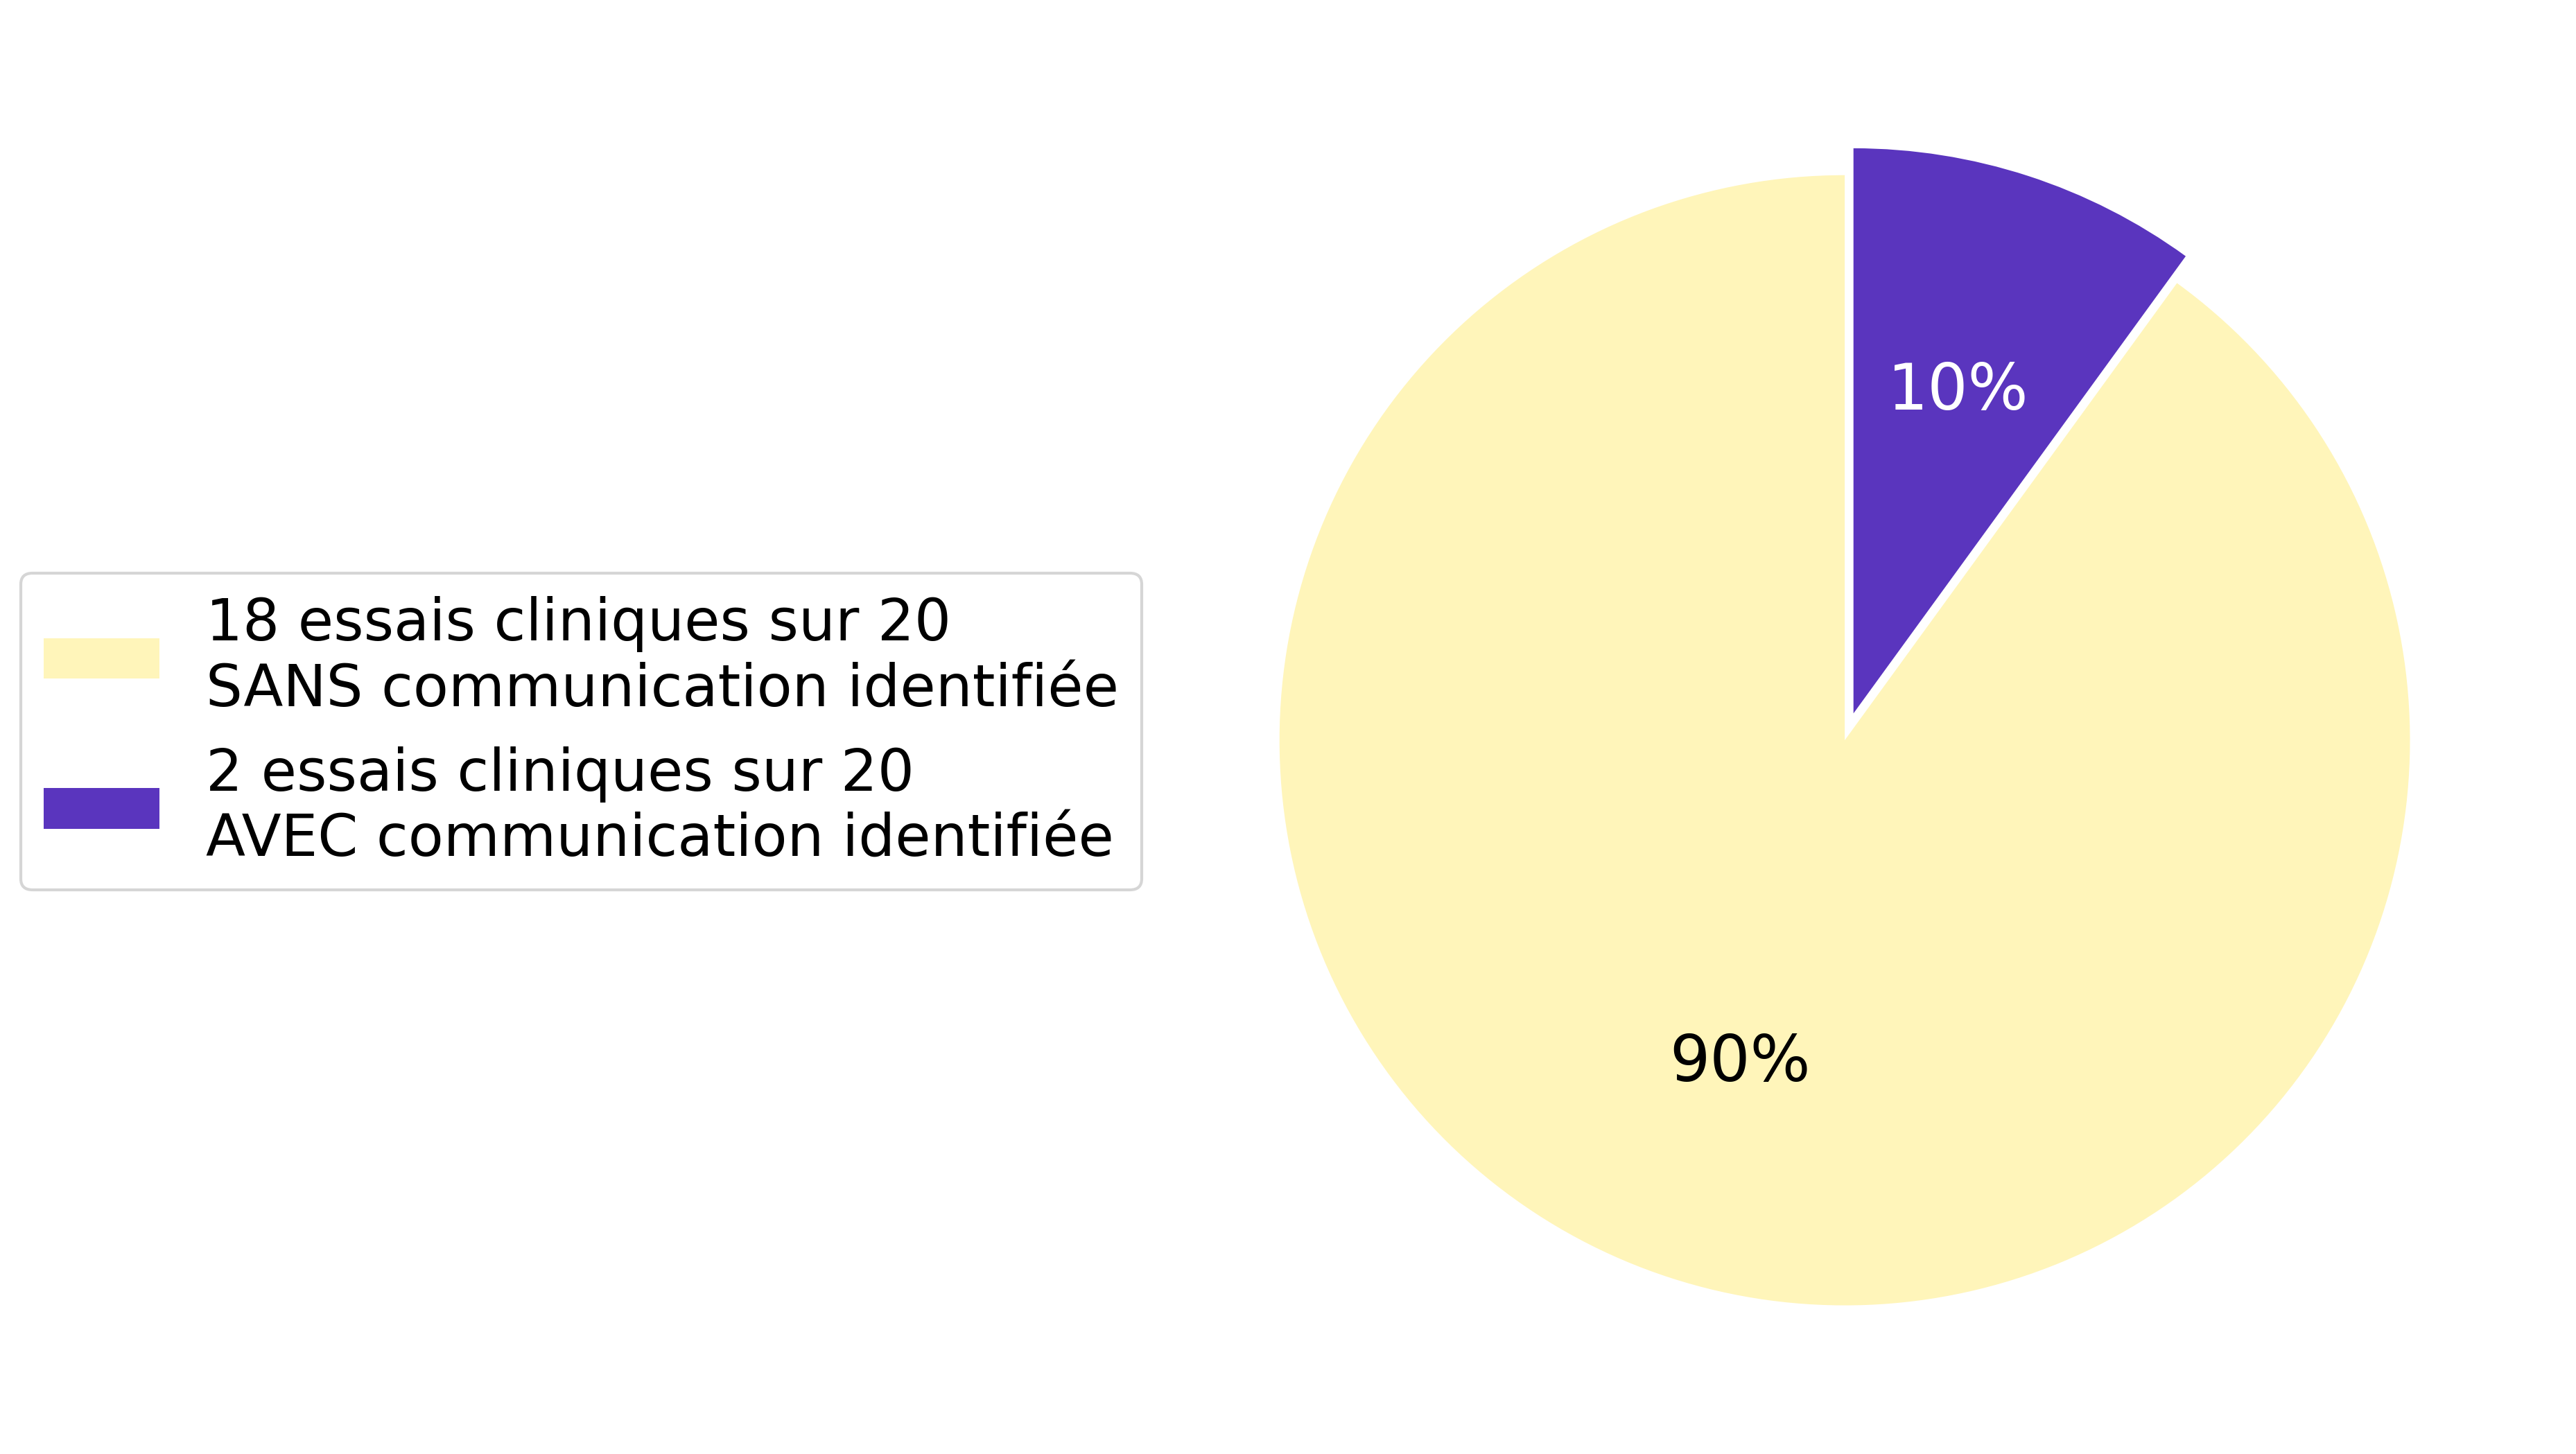 18 essais cliniques sur 20
SANS communication identifiée
2 essais cliniques sur 20
AVEC communication identifiée
10%
90%